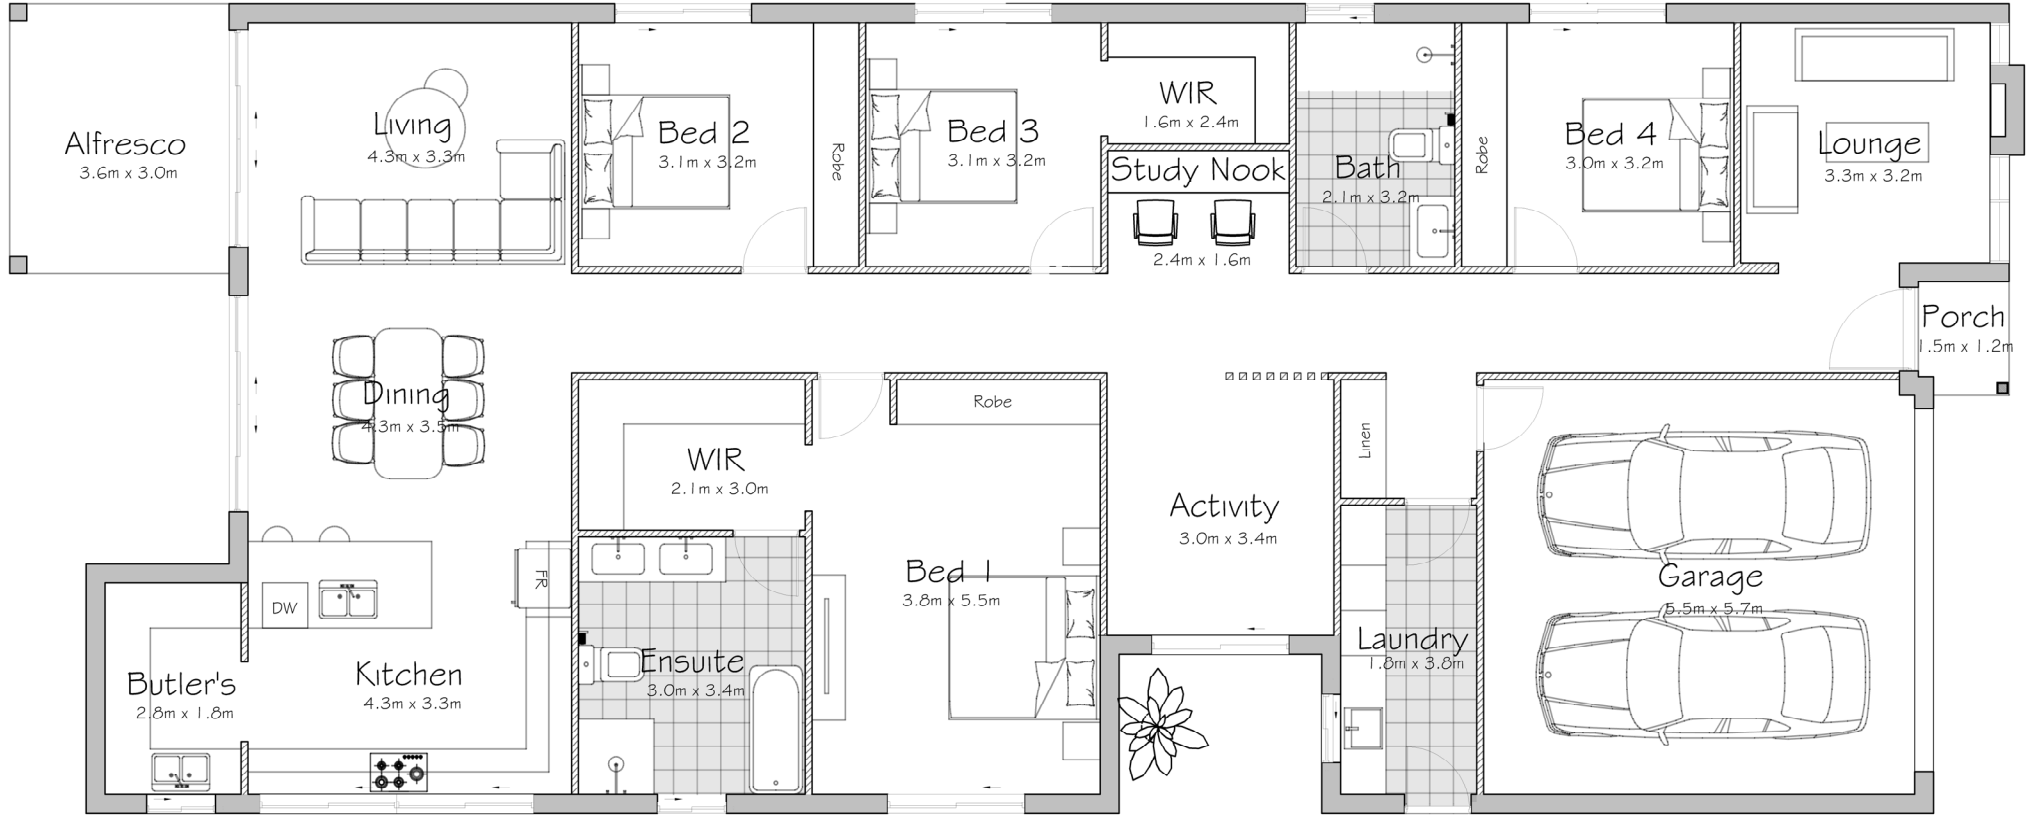 Alfresco
3.6m x 3.0m
Living
4.3m x 3.3m
Bed 2
3.1m x 3.2m
Robe
Bed 3
3.1m x 3.2m
WIR
1.6m x 2.4m
Study Nook
2.4m x 1.6m
Bath
2.1m x 3.2m
Robe
Bed 4
3.0m x 3.2m
Lounge
3.3m x 3.2m
Porch
1.5m x 1.2m
Dining
4.3m x 3.5m
WIR
2.1m x 3.0m
Robe
Linen
Activity
3.0m x 3.4m
Bed 1
3.8m x 5.5m
FR
DW
Garage
5.5m x 5.7m
Laundry
1.8m x 3.8m
Ensuite
3.0m x 3.4m
Kitchen
4.3m x 3.3m
Butler's
2.8m x 1.8m